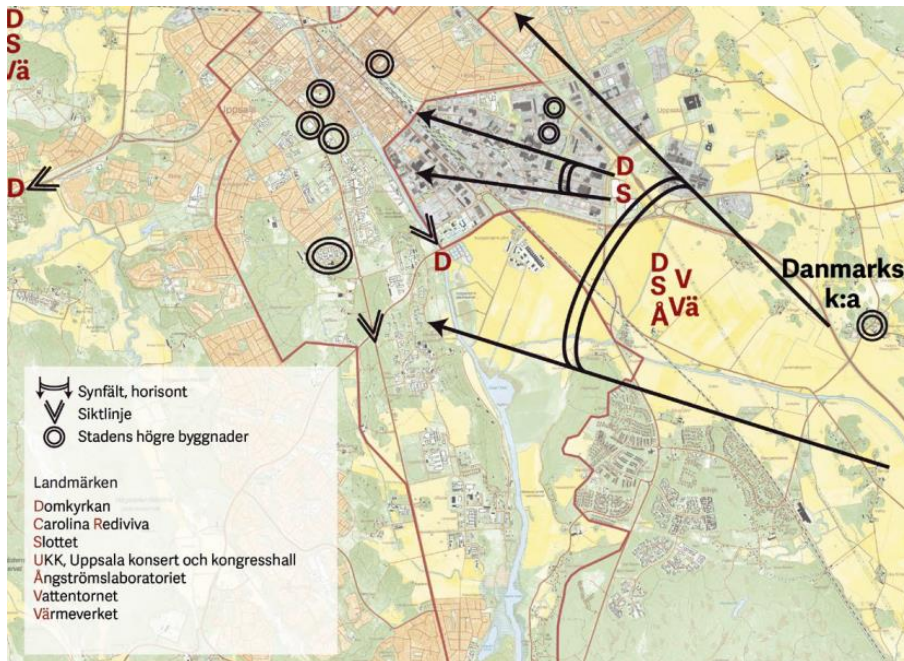 D
S
Vä
Uppsala
D
D
S
D
D
S V
Å Vä
Danmarks
k:a
Synfält, horisont
Siktlinje
Stadens högre byggnader
Landmärken
Domkyrkan
Carolina Rediviva
Slottet
UKK, Uppsala konsert och kongresshall
Ångströmslaboratoriet
Vattentornet
Värmeverket